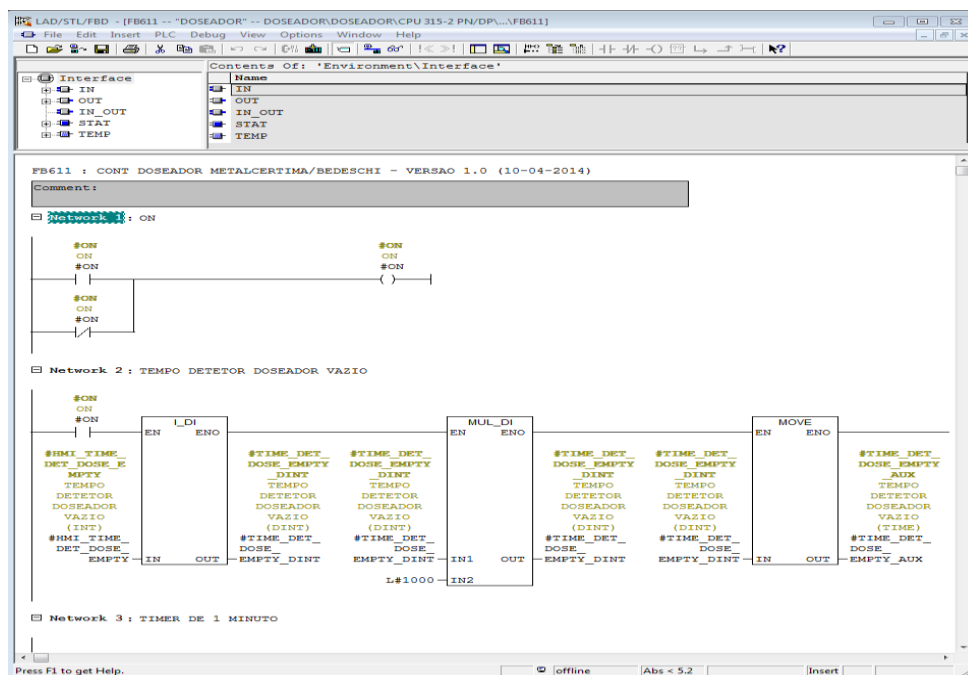 LAD/STL/FBD - [FB611 -- "DOSEADOR" -- DOSEADOR\DOSEADOR\CPU 315-2 PN/DP\...\FB611]
File Edit Insert PLC Debug View Options Window Help
Contents Of: 'Environment\Interface'
Interface
IN
OUT
IN_OUT
STAT
TEMP
Name
IN
OUT
IN_OUT
STAT
TEMP
FB611 : CONT DOSEADOR METALCERTIMA/BEDESCHI - VERSAO 1.0 (10-04-2014)
Comment:
Network 1 : ON
#ON
ON
#ON
#ON
ON
#ON
#ON
ON
#ON
Network 2 : TEMPO DETETOR DOSEADOR VAZIO
#ON
ON
#ON
I_DI
EN ENO
MUL_DI
EN ENO
MOVE
EN ENO
#HMI_TIME_
DET_DOSE_E
MPTY
TEMPO
DETETOR
DOSEADOR
VAZIO
(INT)
#HMI_TIME_
DET_DOSE_
EMPTY
IN OUT
#TIME_DET_
DOSE_EMPTY
_DINT
TEMPO
DETETOR
DOSEADOR
VAZIO
(DINT)
#TIME_DET_
DOSE_
EMPTY_DINT
#TIME_DET_
DOSE_EMPTY
_DINT
TEMPO
DETETOR
DOSEADOR
VAZIO
(DINT)
#TIME_DET_
DOSE_
EMPTY_DINT
IN1 OUT
L#1000
IN2
#TIME_DET_
DOSE_EMPTY
_DINT
TEMPO
DETETOR
DOSEADOR
VAZIO
(DINT)
#TIME_DET_
DOSE_
EMPTY_DINT
#TIME_DET_
DOSE_EMPTY
_DINT
TEMPO
DETETOR
DOSEADOR
VAZIO
(DINT)
#TIME_DET_
DOSE_
EMPTY_DINT
IN OUT
#TIME_DET_
DOSE_EMPTY
_AUX
TEMPO
DETETOR
DOSEADOR
VAZIO
(TIME)
#TIME_DET_
DOSE_
EMPTY_AUX
Network 3 : TIMER DE 1 MINUTO
Press F1 to get Help.
offline
Abs < 5.2
Insert